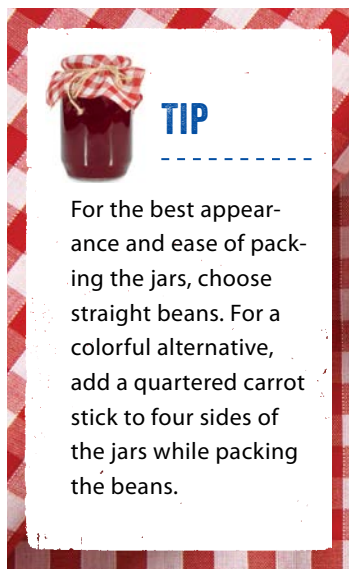 TIP
For the best appear-
ance and ease of pack-
ing the jars, choose
straight beans. For a
colorful alternative,
add a quartered carrot
stick to four sides of
the jars while packing
the beans.